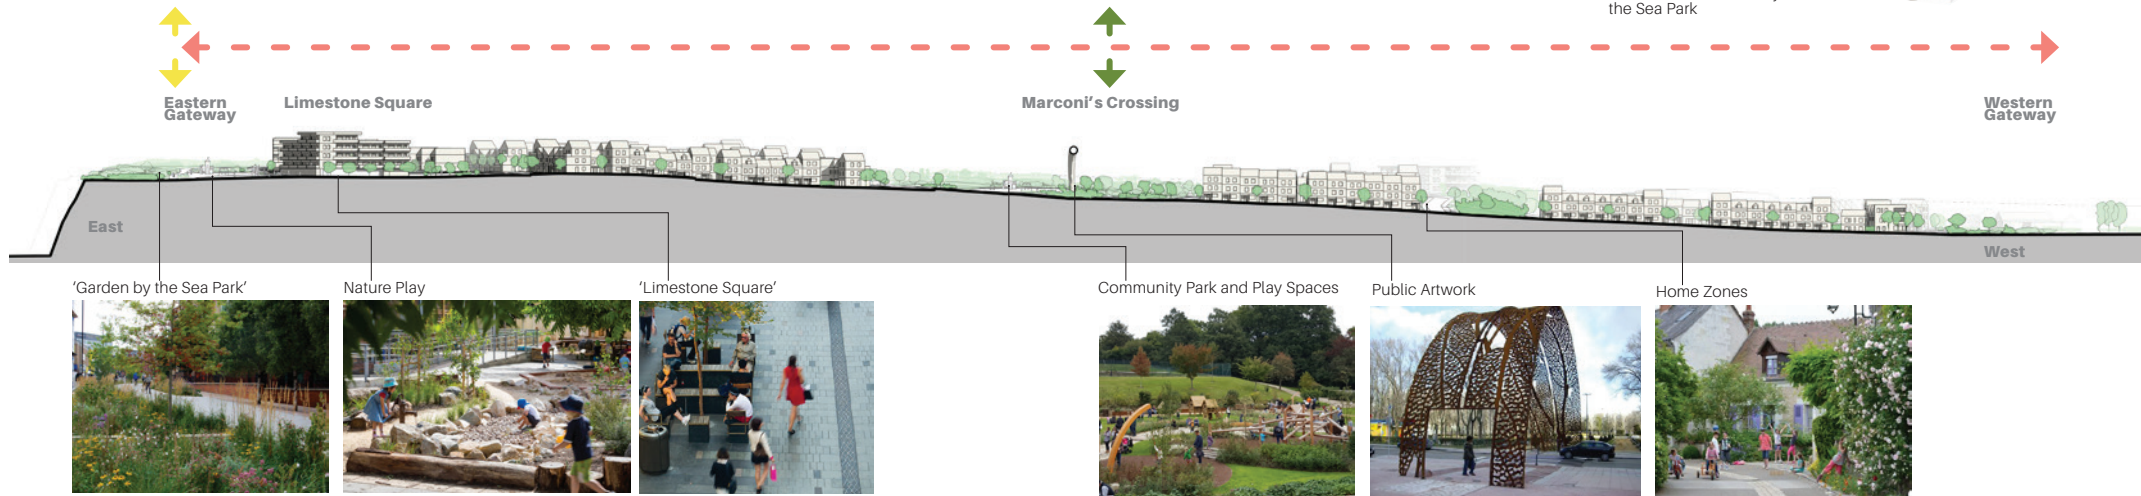 the Sea Park
Eastern
Gateway
Limestone Square
Marconi's Crossing
Western
Gateway
East
West
'Garden by the Sea Park'
Nature Play
'Limestone Square'
Community Park and Play Spaces
Public Artwork
Home Zones